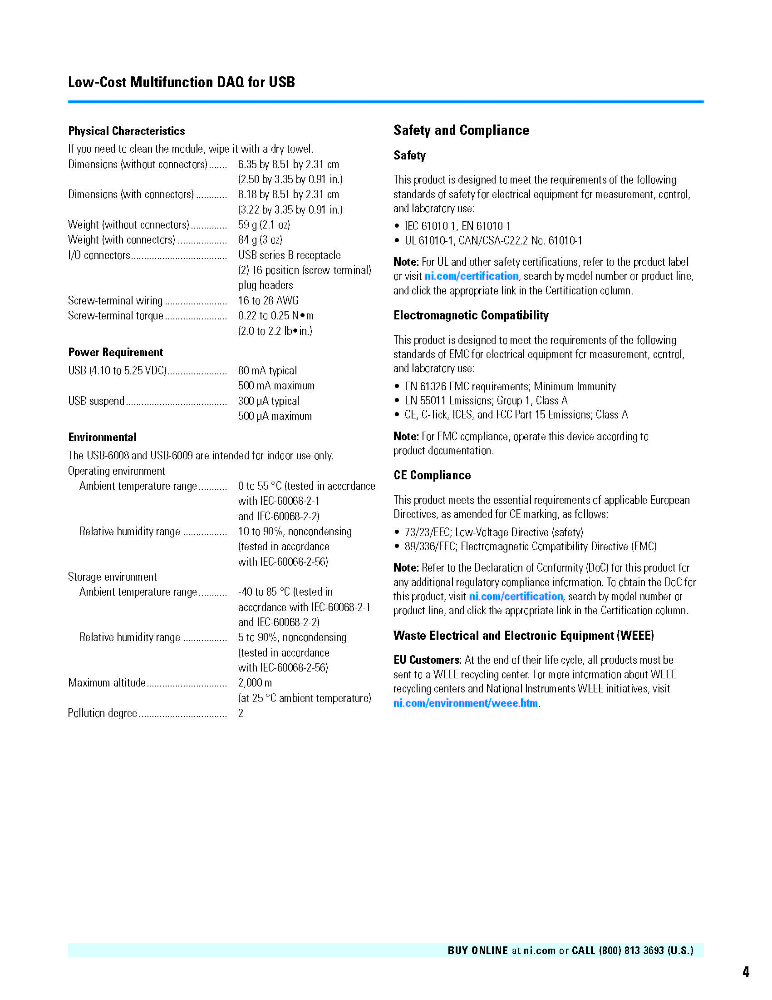 Low-Cost Multifunction DAQ for USB
Physical Characteristics
If you need to clean the module, wipe it with a dry towel.
Dimensions (without connectors)....... 6.35 by 8.51 by 2.31 cm
(2.50 by 3.35 by 0.91 in.)
Dimensions (with connectors) ............ 8.18 by 8.51 by 2.31 cm
(3.22 by 3.35 by 0.91 in.)
Weight (without connectors).............. 59 g (2.1 oz)
Weight (with connectors) ................... 84 g (3 oz)
I/O connectors..................................... USB series B receptacle
(2) 16-position (screw-terminal)
plug headers
Screw-terminal wiring ........................ 16 to 28 AWG
Screw-terminal torque........................ 0.22 to 0.25 N•m
(2.0 to 2.2 lb•in.)
Power Requirement
USB (4.10 to 5.25 VDC)....................... 80 mA typical
500 mA maximum
USB suspend....................................... 300 µA typical
500 µA maximum
Environmental
The USB-6008 and USB-6009 are intended for indoor use only.
Operating environment
Ambient temperature range........... 0 to 55 °C (tested in accordance
with IEC-60068-2-1
and IEC-60068-2-2)
Relative humidity range ................. 10 to 90%, noncondensing
(tested in accordance
with IEC-60068-2-56)
Storage environment
Ambient temperature range........... -40 to 85 °C (tested in
accordance with IEC-60068-2-1
and IEC-60068-2-2)
Relative humidity range ................. 5 to 90%, noncondensing
(tested in accordance
with IEC-60068-2-56)
Maximum altitude............................... 2,000 m
(at 25 °C ambient temperature)
Pollution degree.................................. 2
Safety and Compliance
Safety
This product is designed to meet the requirements of the following
standards of safety for electrical equipment for measurement, control,
and laboratory use:
• IEC 61010-1, EN 61010-1
• UL 61010-1, CAN/CSA-C22.2 No. 61010-1
Note: For UL and other safety certifications, refer to the product label
or visit ni.com/certification, search by model number or product line,
and click the appropriate link in the Certification column.
Electromagnetic Compatibility
This product is designed to meet the requirements of the following
standards of EMC for electrical equipment for measurement, control,
and laboratory use:
• EN 61326 EMC requirements; Minimum Immunity
• EN 55011 Emissions; Group 1, Class A
• CE, C-Tick, ICES, and FCC Part 15 Emissions; Class A
Note: For EMC compliance, operate this device according to
product documentation.
CE Compliance
This product meets the essential requirements of applicable European
Directives, as amended for CE marking, as follows:
• 73/23/EEC; Low-Voltage Directive (safety)
• 89/336/EEC; Electromagnetic Compatibility Directive (EMC)
Note: Refer to the Declaration of Conformity (DoC) for this product for
any additional regulatory compliance information. To obtain the DoC for
this product, visit ni.com/certification, search by model number or
product line, and click the appropriate link in the Certification column.
Waste Electrical and Electronic Equipment (WEEE)
EU Customers: At the end of their life cycle, all products must be
sent to a WEEE recycling center. For more information about WEEE
recycling centers and National Instruments WEEE initiatives, visit
ni.com/environment/weee.htm.
BUY ONLINE at ni.com or CALL (800) 813 3693 (U.S.)
4